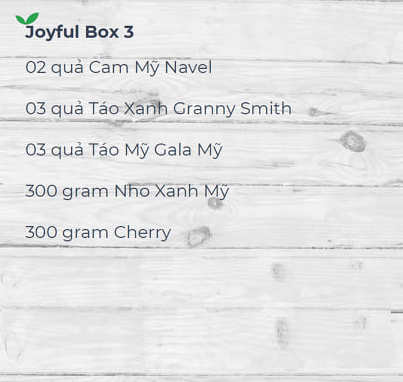 Joyful Box 3
02 quả Cam Mỹ Navel
03 quả Táo Xanh Granny Smith
03 quả Táo Mỹ Gala Mỹ
300 gram Nho Xanh Mỹ
300 gram Cherry